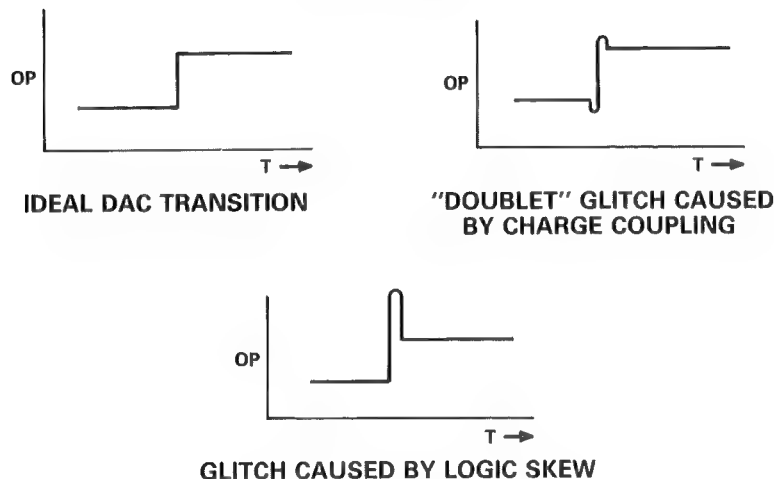 OP
T →
IDEAL DAC TRANSITION
OP
T →
"DOUBLET" GLITCH CAUSED
BY CHARGE COUPLING
OP
T →
GLITCH CAUSED BY LOGIC SKEW